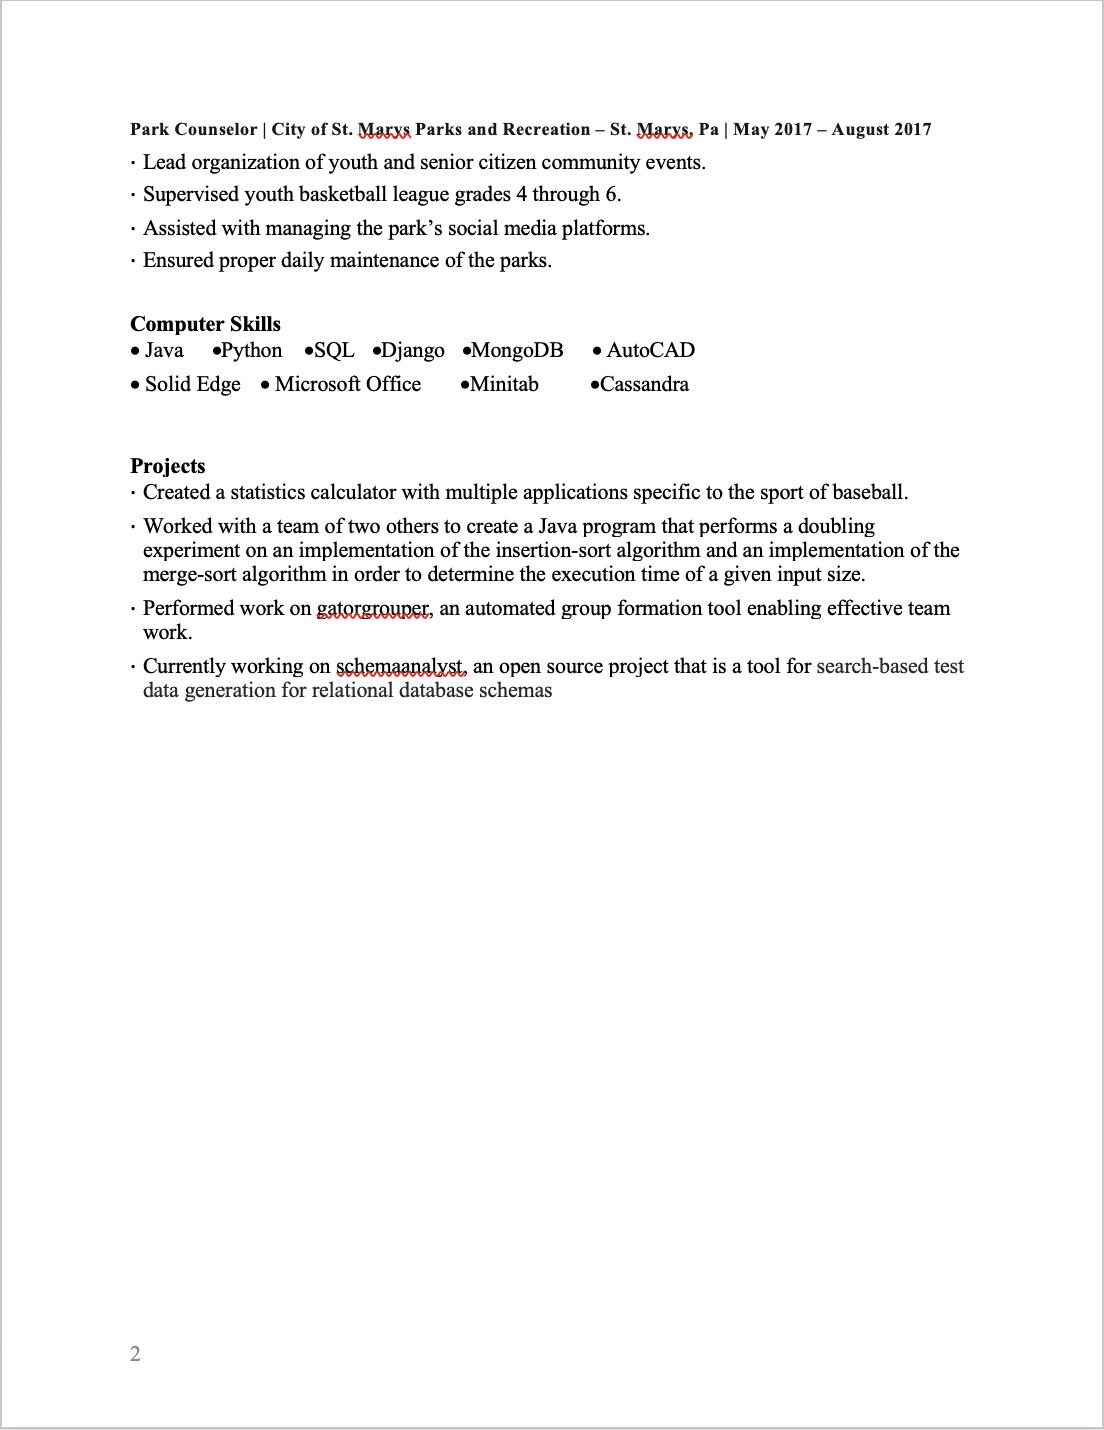 Park Counselor | City of St. Marys Parks and Recreation – St. Marys, Pa | May 2017 – August 2017
· Lead organization of youth and senior citizen community events.
· Supervised youth basketball league grades 4 through 6.
· Assisted with managing the park’s social media platforms.
· Ensured proper daily maintenance of the parks.
Computer Skills
• Java •Python •SQL •Django •MongoDB • AutoCAD
• Solid Edge • Microsoft Office •Minitab •Cassandra
Projects
· Created a statistics calculator with multiple applications specific to the sport of baseball.
· Worked with a team of two others to create a Java program that performs a doubling
experiment on an implementation of the insertion-sort algorithm and an implementation of the
merge-sort algorithm in order to determine the execution time of a given input size.
· Performed work on gatorgrouper, an automated group formation tool enabling effective team
work.
· Currently working on schemaanalyst, an open source project that is a tool for search-based test
data generation for relational database schemas
2